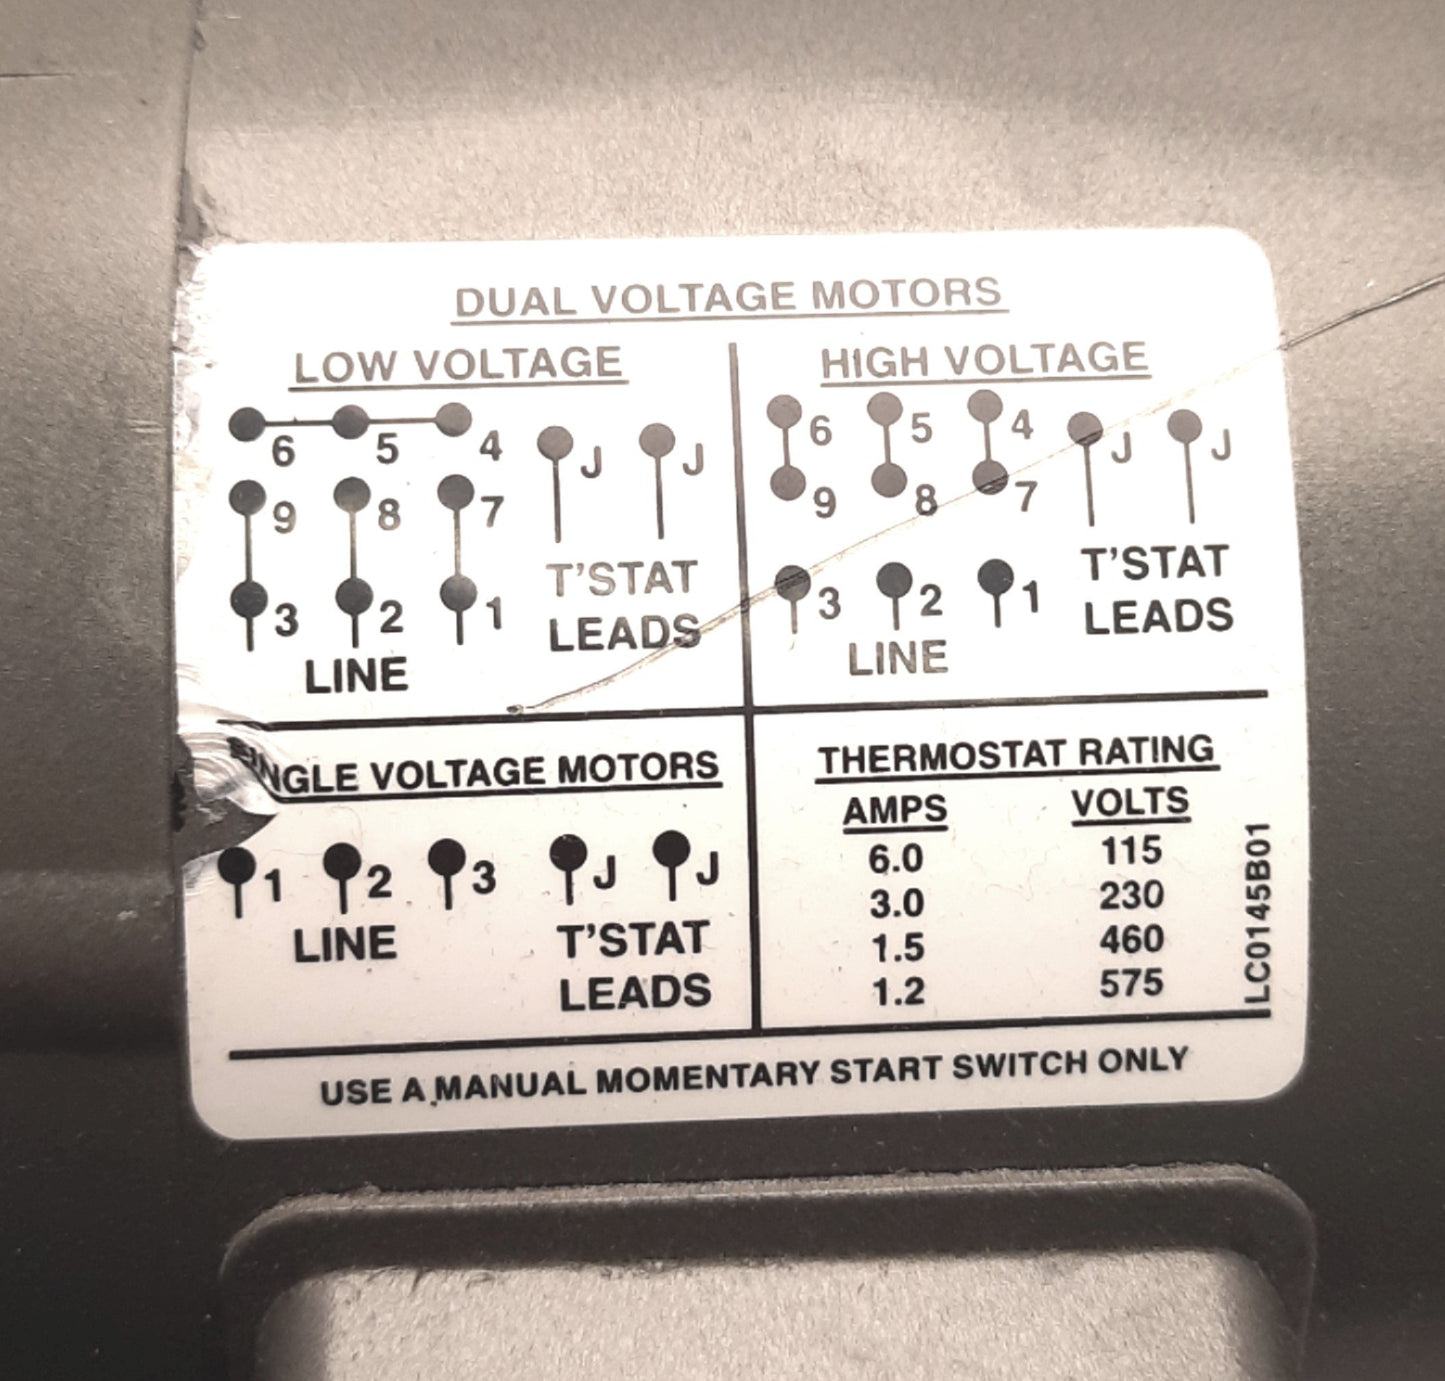 DUAL VOLTAGE MOTORS
LOW VOLTAGE
6 5 4
9 8 7 J J
3 2 1
LINE
T'STAT
LEADS
HIGH VOLTAGE
6 5 4
9 8 7 J J
3 2 1
LINE
T'STAT
LEADS
SINGLE VOLTAGE MOTORS
1 2 3 J J
LINE
T'STAT
LEADS
THERMOSTAT RATING
AMPS VOLTS
6.0 115
3.0 230
1.5 460
1.2 575
LC0145B01
USE A MANUAL MOMENTARY START SWITCH ONLY